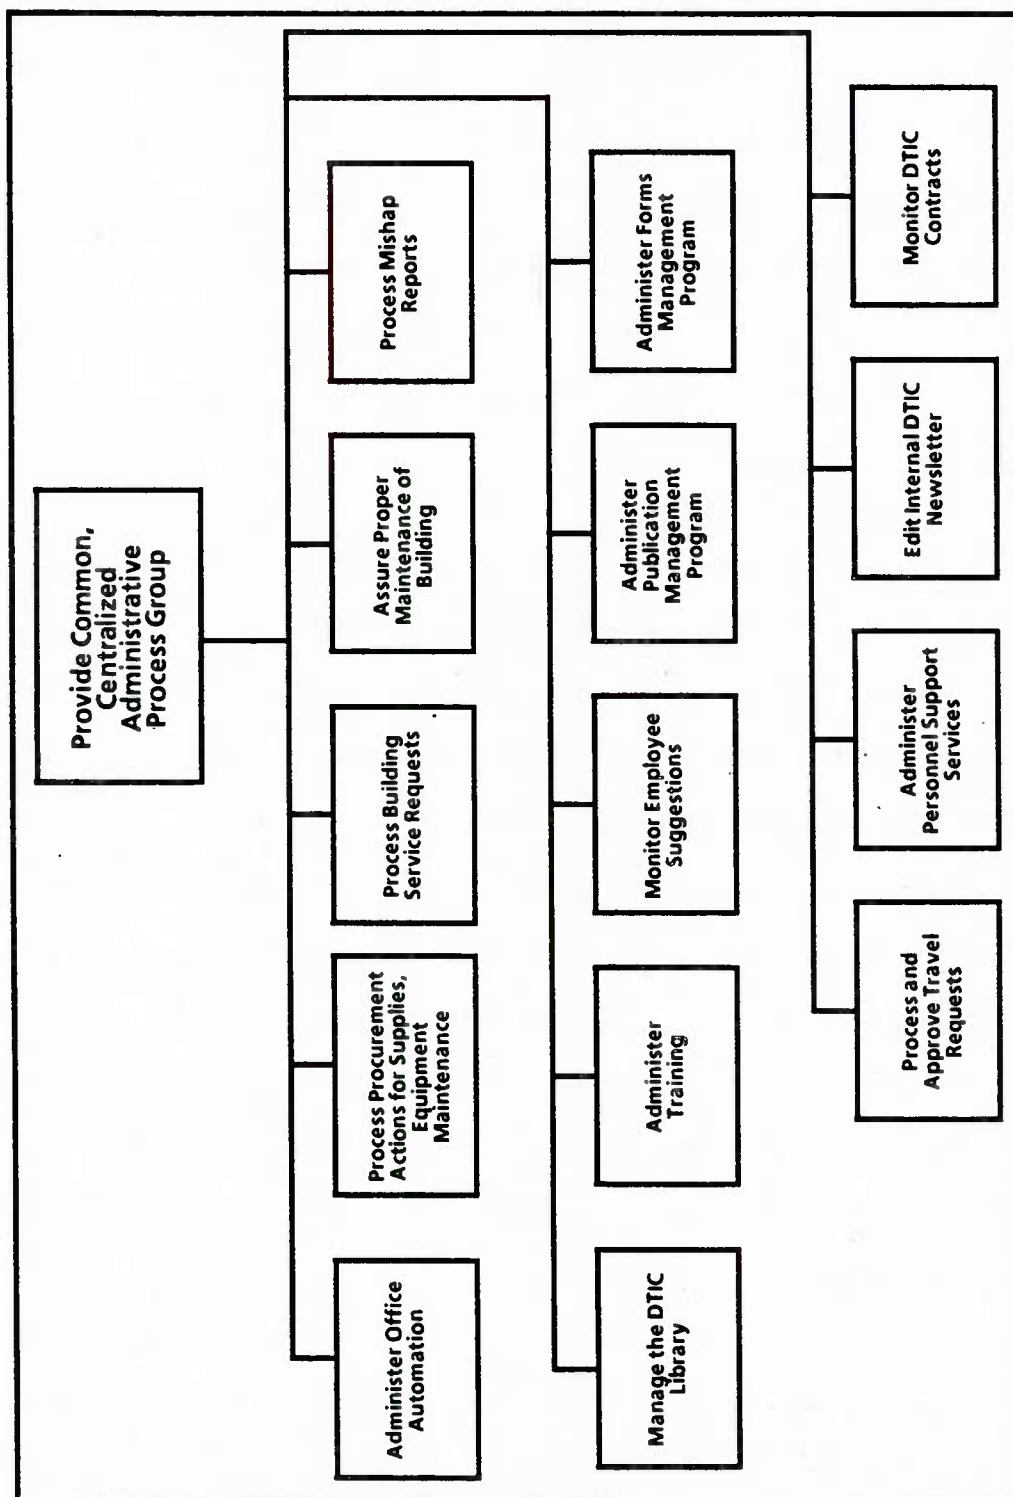 Provide Common,
Centralized
Administrative
Process Group
Administer Office
Automation
Process Procurement
Actions for Supplies,
Equipment
Maintenance
Process Building
Service Requests
Assure Proper
Maintenance of
Building
Process Mishap
Reports
Manage the DTIC
Library
Administer
Training
Monitor Employee
Suggestions
Administer
Publication
Management
Program
Administer Forms
Management
Program
Process and
Approve Travel
Requests
Administer
Personnel Support
Services
Edit Internal DTIC
Newsletter
Monitor DTIC
Contracts